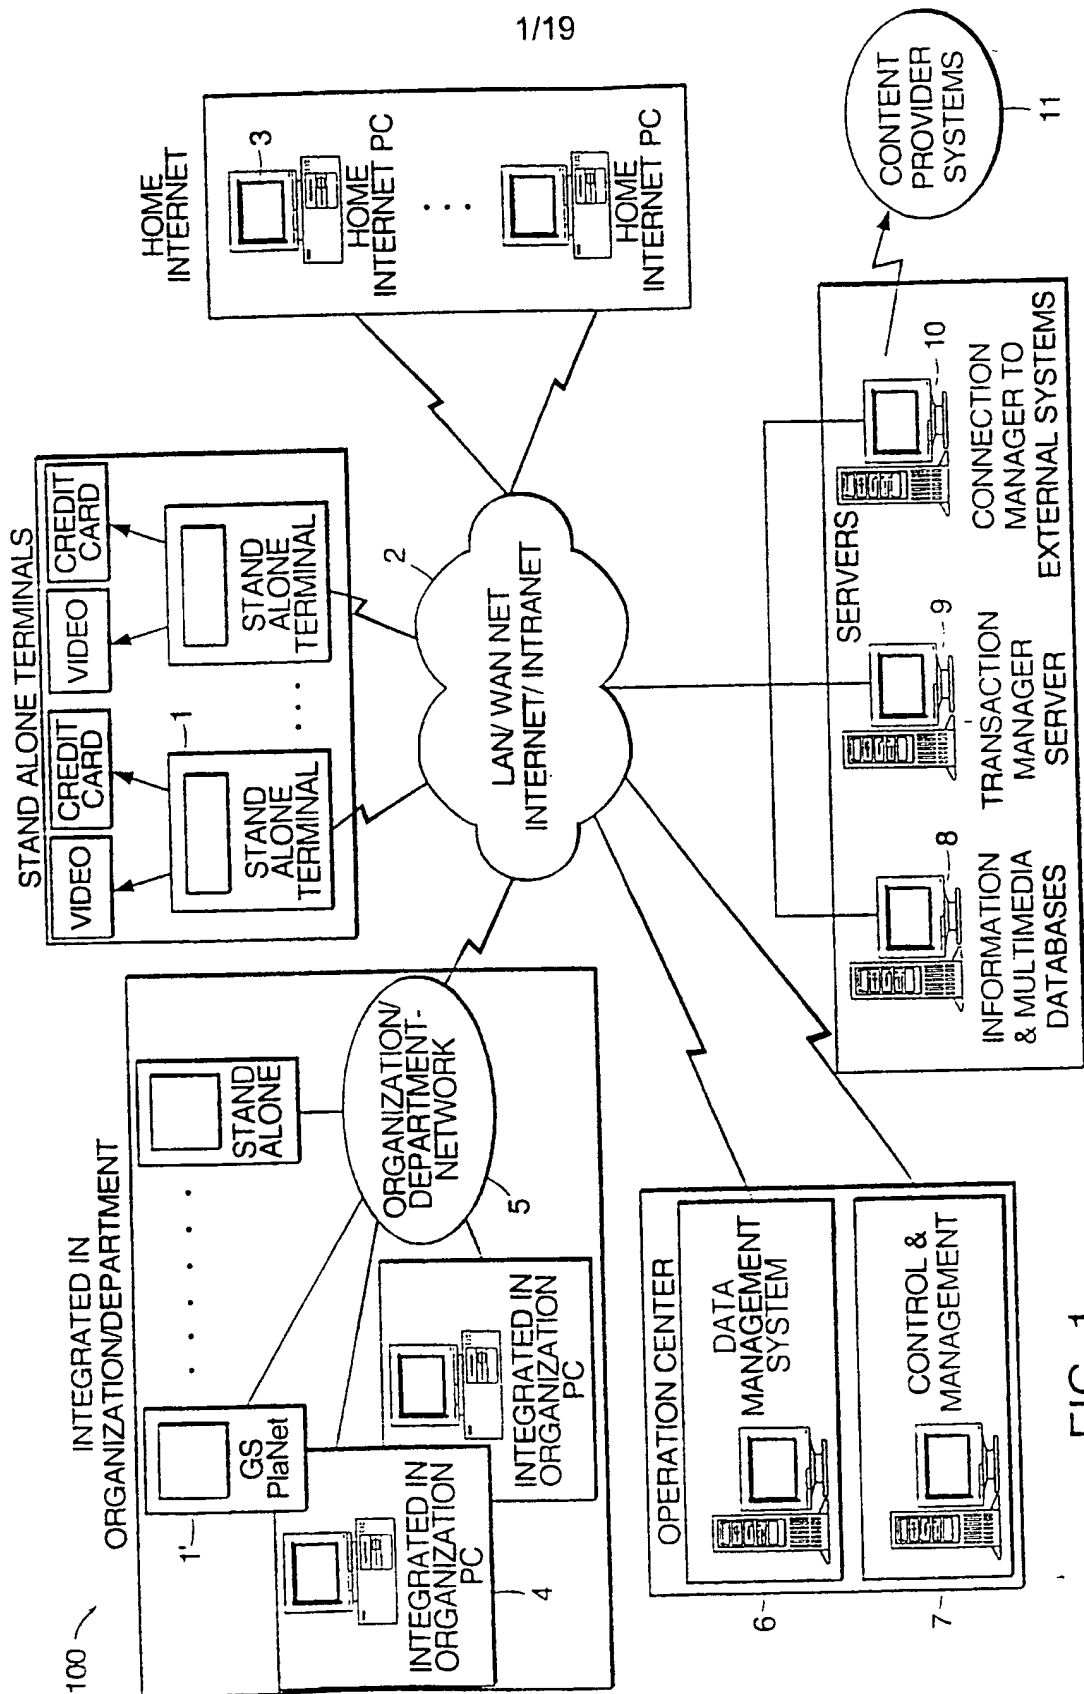 1/19
100
INTEGRATED IN
ORGANIZATION/DEPARTMENT
1'
GS
PlaNet
STAND
ALONE
INTEGRATED IN
ORGANIZATION
PC
4
INTEGRATED IN
ORGANIZATION
PC
ORGANIZATION/
DEPARTMENT-
NETWORK
5
STAND ALONE TERMINALS
VIDEO
CREDIT
CARD
VIDEO
CREDIT
CARD
1
STAND
ALONE
TERMINAL
STAND
ALONE
TERMINAL
HOME
INTERNET
3
HOME
INTERNET PC
HOME
INTERNET PC
2
LAN/WAN NET
INTERNET/INTRANET
OPERATION CENTER
DATA
MANAGEMENT
SYSTEM
6
CONTROL &
MANAGEMENT
7
SERVERS
8
INFORMATION
& MULTIMEDIA
DATABASES
9
TRANSACTION
MANAGER
SERVER
10
CONNECTION
MANAGER TO
EXTERNAL SYSTEMS
CONTENT
PROVIDER
SYSTEMS
11
FIG. 1